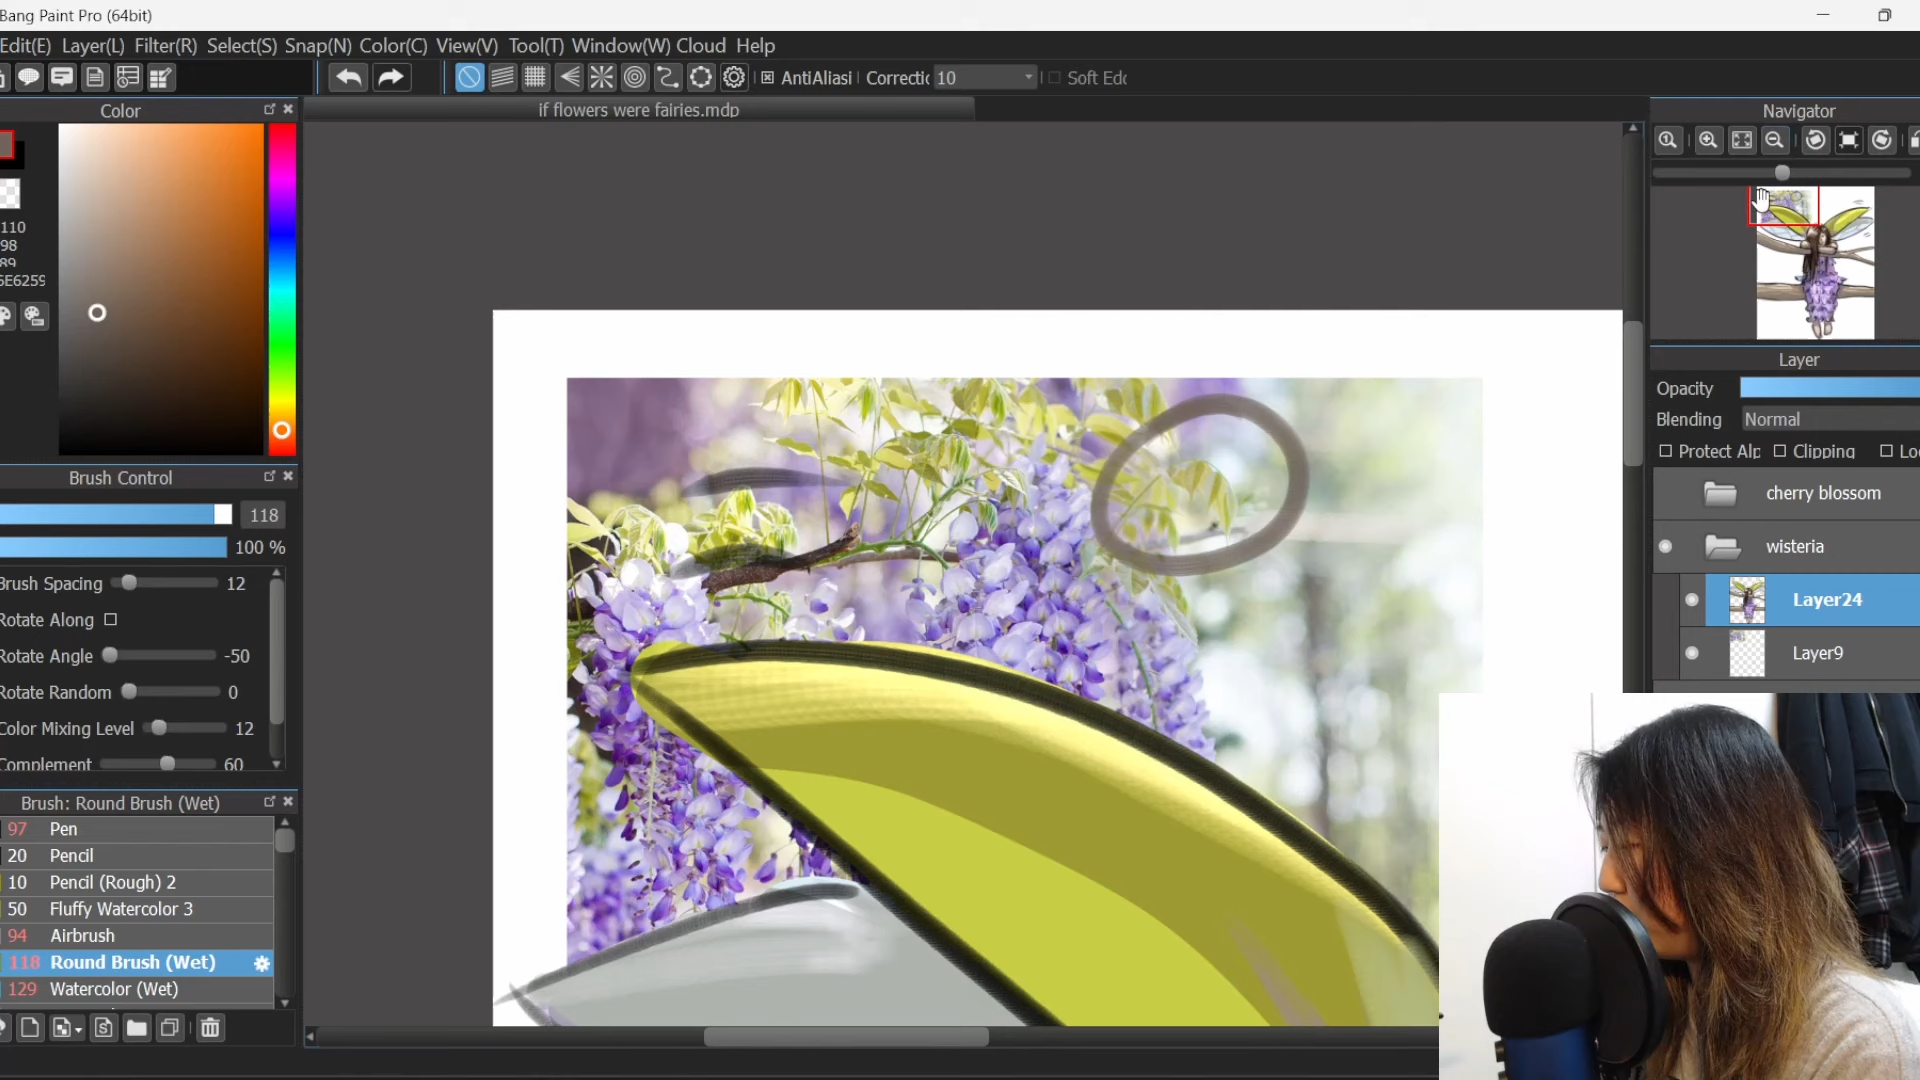 Bang Paint Pro (64bit)
Edit(E) Layer(L) Filter(R) Select(S) Snap(N) Color(C) View(V) Tool(T) Window(W) Cloud Help
AntiAliasi Correctic 10 Soft Edc
Color
if flowers were fairies.mdp
Navigator
110
98
89
6E6259
Layer
Opacity
Blending Normal
Protect Alp Clipping Loc
cherry blossom
wisteria
Layer24
Layer9
Brush Control
118
100 %
Brush Spacing 12
Rotate Along
Rotate Angle -50
Rotate Random 0
Color Mixing Level 12
Complement 60
Brush: Round Brush (Wet)
97 Pen
20 Pencil
10 Pencil (Rough) 2
50 Fluffy Watercolor 3
94 Airbrush
118 Round Brush (Wet)
129 Watercolor (Wet)